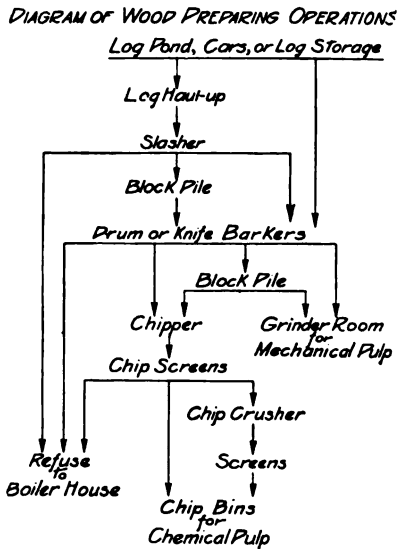 DIAGRAM OF WOOD PREPARING OPERATIONS
Log Pond, Cars, or Log Storage
Log Haul-up
Slasher
Block Pile
Drum or Knife Barkers
Block Pile
Chipper
Grinder Room
for
Mechanical Pulp
Chip Screens
Chip Crusher
Refuse
to
Boiler House
Screens
Chip Bins
for
Chemical Pulp